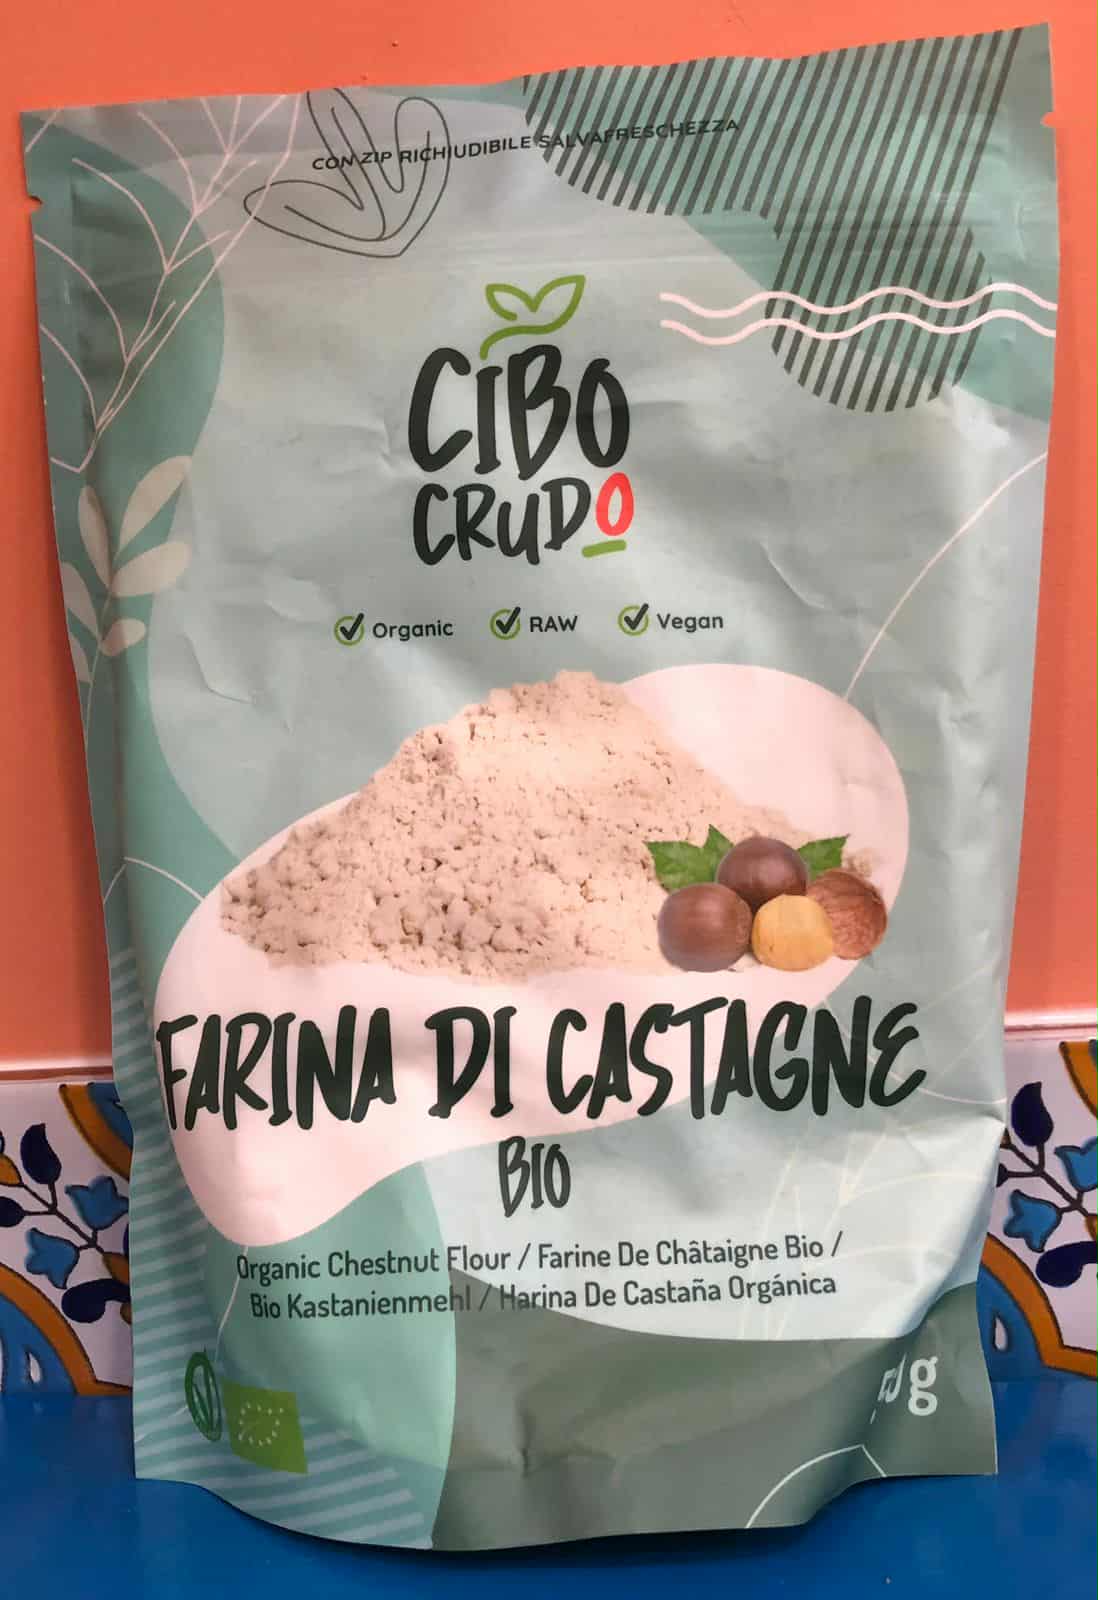 CON ZIP RICHIUDIBILE SALVAFRESCHEZZA
CIBO
CRUDO
Organic RAW Vegan
FARINA DI CASTAGNE
BIO
Organic Chestnut Flour / Farine De Châtaigne Bio /
Bio Kastanienmehl / Harina De Castaña Orgánica
g